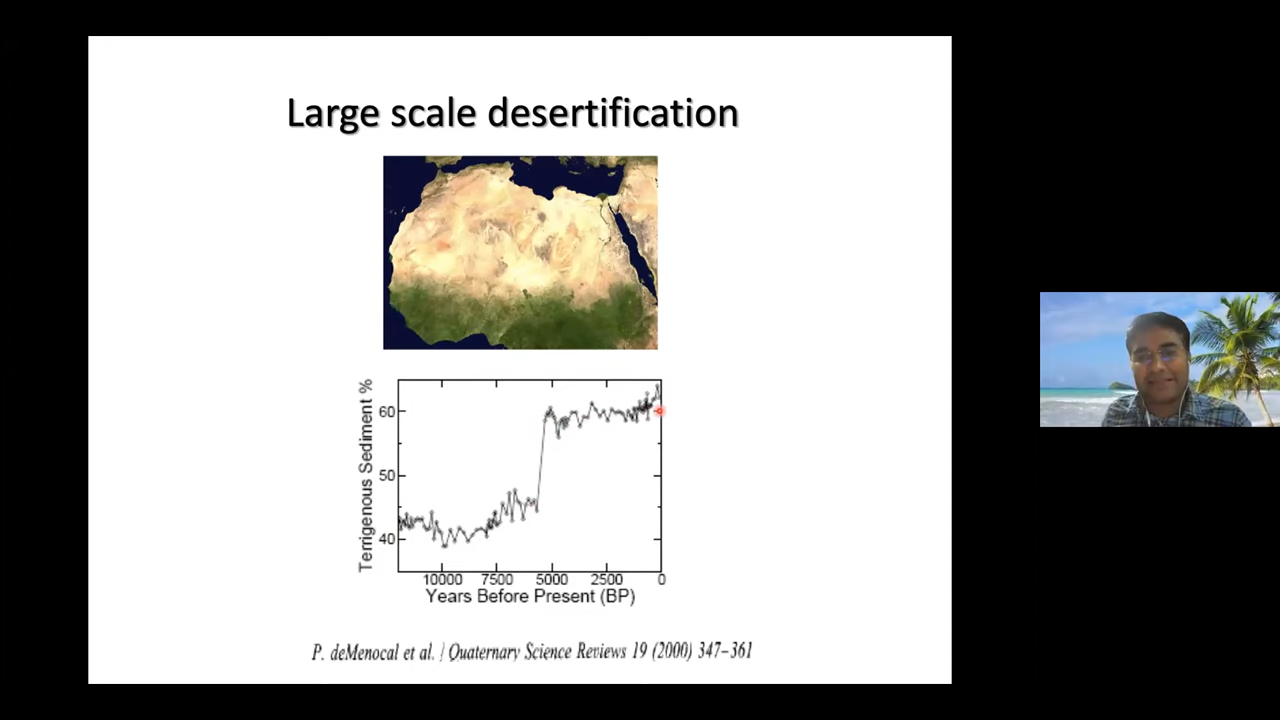 Large scale desertification
Terrigenous Sediment %
60
50
40
10000 7500 5000 2500 0
Years Before Present (BP)
P. deMenocal et al. / Quaternary Science Reviews 19 (2000) 347–361